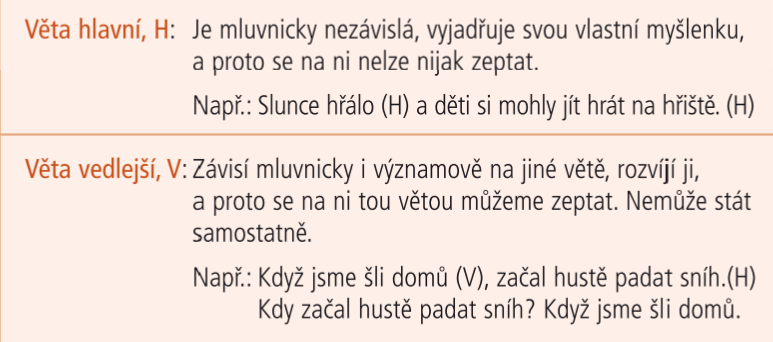 Věta hlavní, H: Je mluvnicky nezávislá, vyjadřuje svou vlastní myšlenku,
a proto se na ni nelze nijak zeptat.
Např.: Slunce hřálo (H) a děti si mohly jít hrát na hřiště. (H)
Věta vedlejší, V: Závisí mluvnicky i významově na jiné větě, rozvíjí ji,
a proto se na ni tou větou můžeme zeptat. Nemůže stát
samostatně.
Např.: Když jsme šli domů (V), začal hustě padat sníh.(H)
Kdy začal hustě padat sníh? Když jsme šli domů.